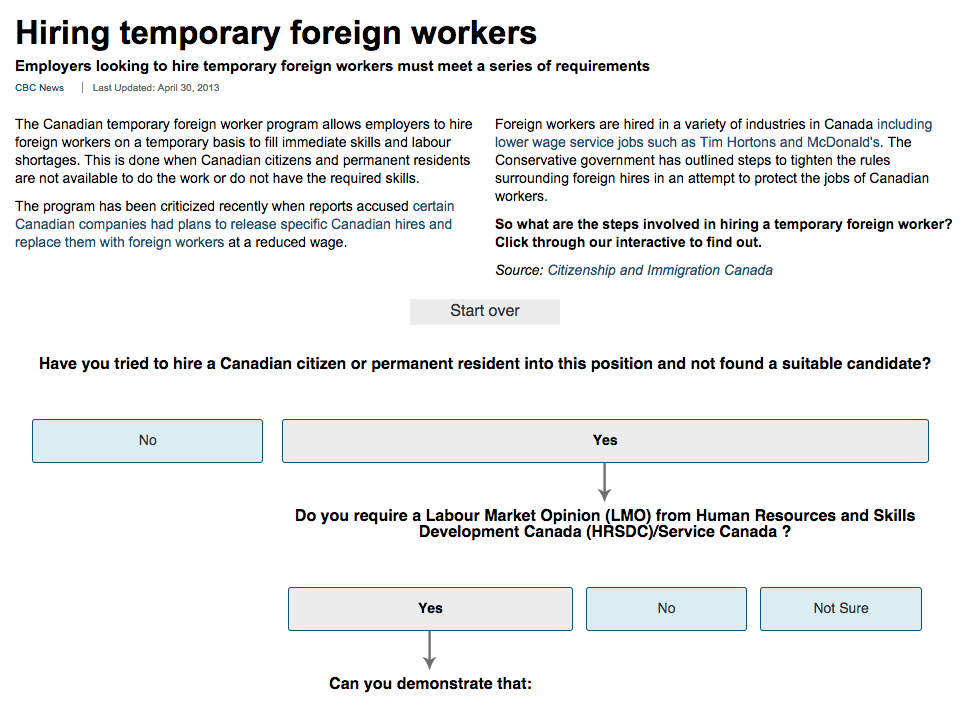 Hiring temporary foreign workers
Employers looking to hire temporary foreign workers must meet a series of requirements
CBC News | Last Updated: April 30, 2013
The Canadian temporary foreign worker program allows employers to hire
foreign workers on a temporary basis to fill immediate skills and labour
shortages. This is done when Canadian citizens and permanent residents
are not available to do the work or do not have the required skills.
The program has been criticized recently when reports accused certain
Canadian companies had plans to release specific Canadian hires and
replace them with foreign workers at a reduced wage.
Foreign workers are hired in a variety of industries in Canada including
lower wage service jobs such as Tim Hortons and McDonald's. The
Conservative government has outlined steps to tighten the rules
surrounding foreign hires in an attempt to protect the jobs of Canadian
workers.
So what are the steps involved in hiring a temporary foreign worker?
Click through our interactive to find out.
Source: Citizenship and Immigration Canada
Start over
Have you tried to hire a Canadian citizen or permanent resident into this position and not found a suitable candidate?
No
Yes
Do you require a Labour Market Opinion (LMO) from Human Resources and Skills
Development Canada (HRSDC)/Service Canada ?
Yes
No
Not Sure
Can you demonstrate that: